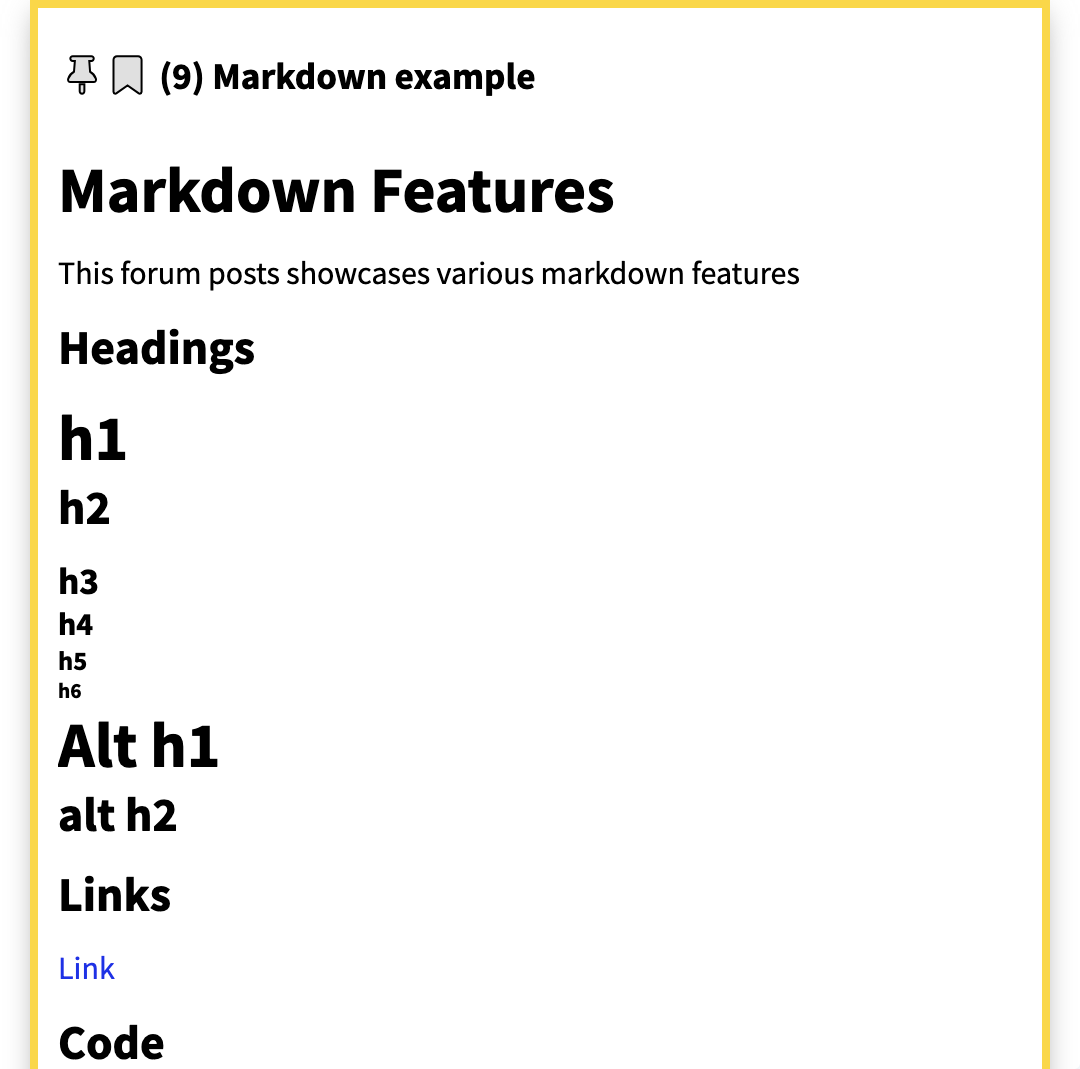 (9) Markdown example
Markdown Features
This forum posts showcases various markdown features
Headings
h1
h2
h3
h4
h5
h6
Alt h1
alt h2
Links
Link
Code